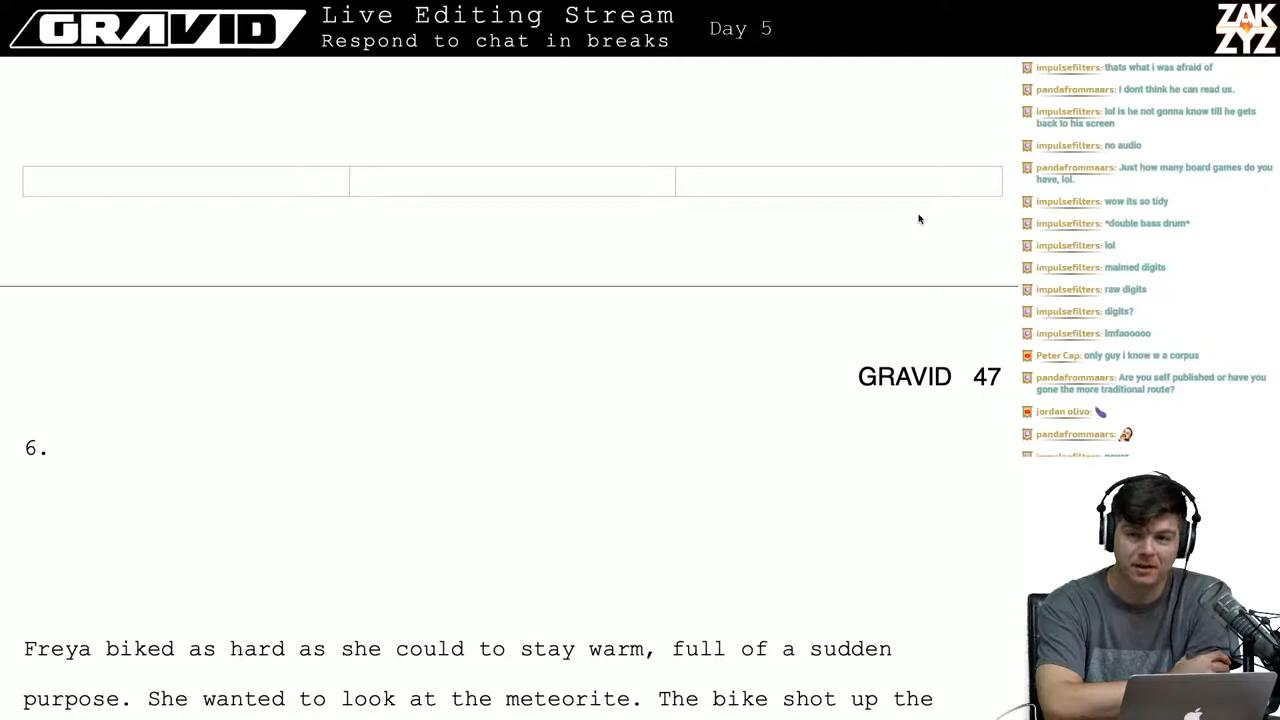 GRAVID
Live Editing Stream
Respond to chat in breaks
Day 5
ZAK
ZYZ
impulsefilters: thats what i was afraid of
pandafrommaars: I dont think he can read us.
impulsefilters: lol is he not gonna know till he gets
back to his screen
impulsefilters: no audio
pandafrommaars: Just how many board games do you
have, lol.
impulsefilters: wow its so tidy
impulsefilters: *double bass drum*
impulsefilters: lol
impulsefilters: maimed digits
impulsefilters: raw digits
impulsefilters: digits?
impulsefilters: lmfaooooo
Peter Cap: only guy i know w a corpus
pandafrommaars: Are you self published or have you
gone the more traditional route?
jordan olivo:
pandafrommaars:
GRAVID 47
6.
Freya biked as hard as she could to stay warm, full of a sudden
purpose. She wanted to look at the meteorite. The bike shot up the